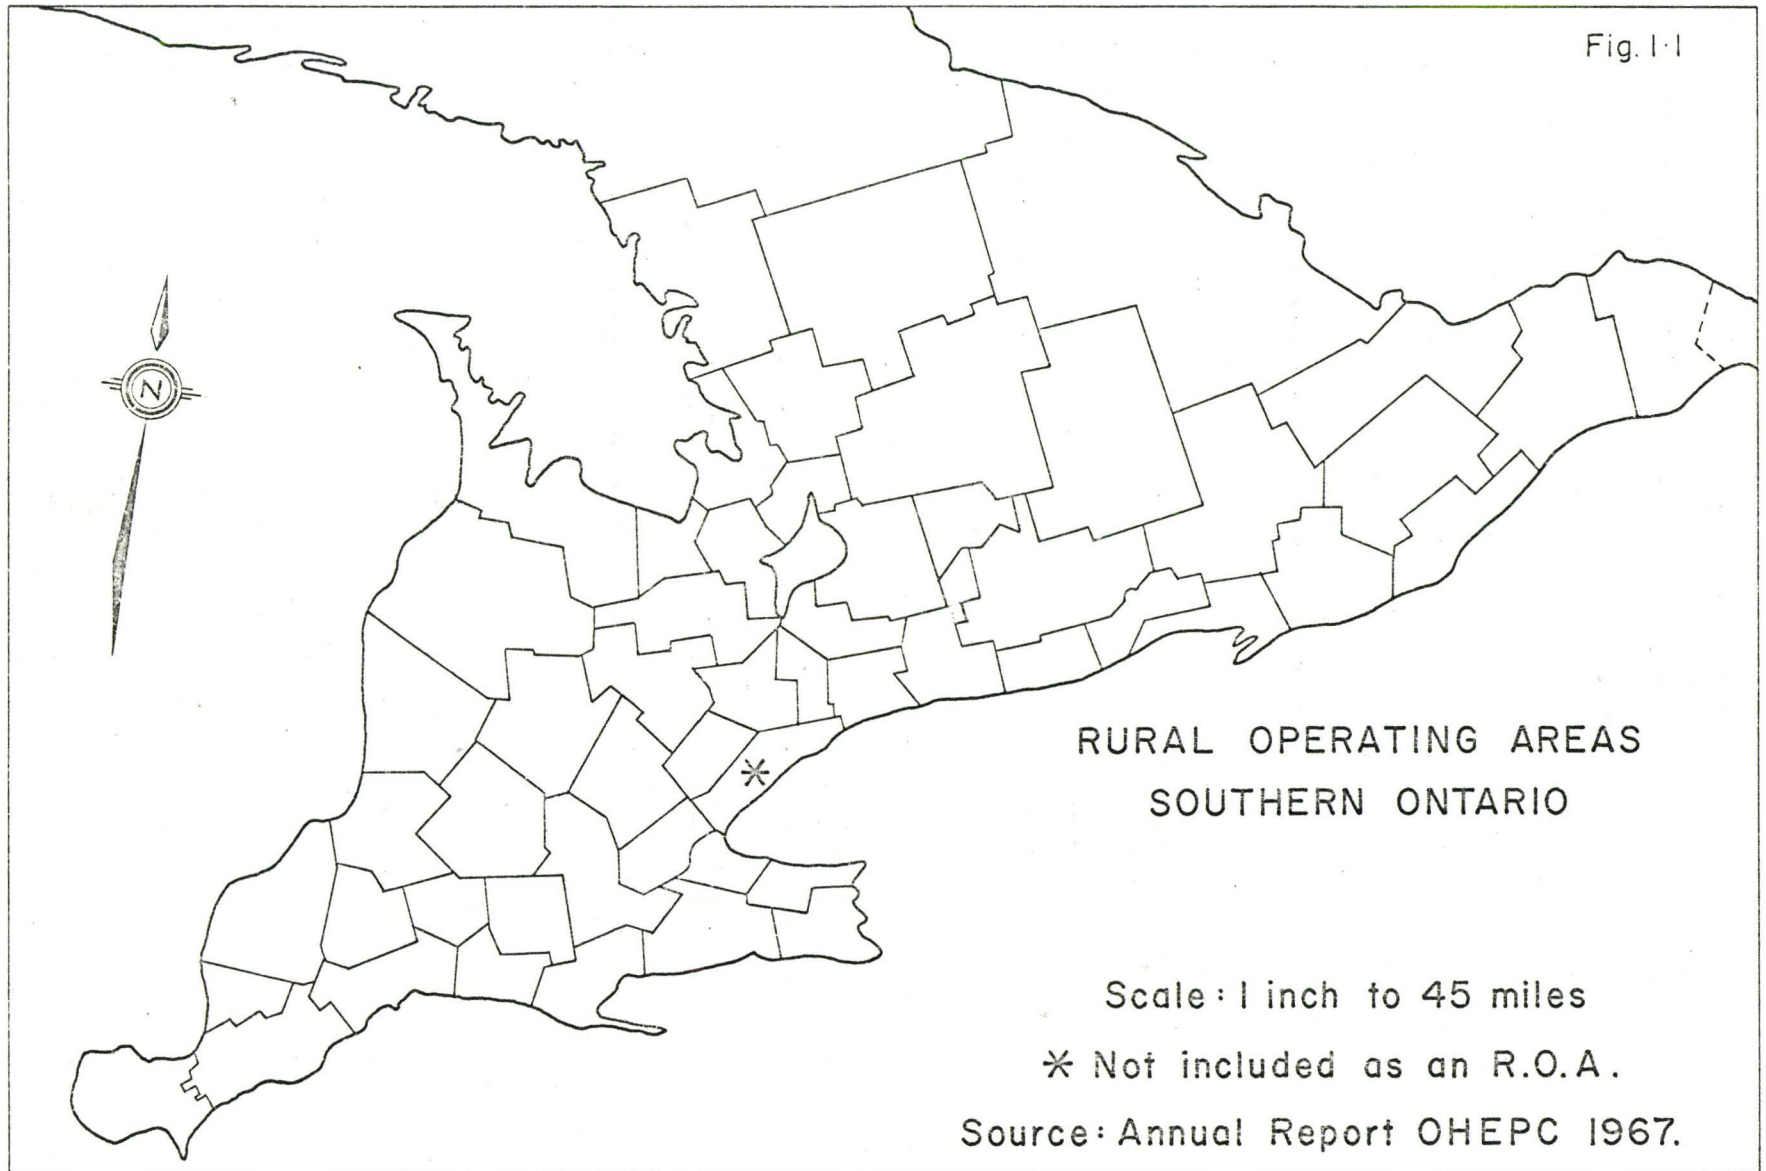 Fig. 1·1
N
RURAL OPERATING AREAS
SOUTHERN ONTARIO
*
Scale: 1 inch to 45 miles
* Not included as an R.O.A.
Source: Annual Report OHEPC 1967.